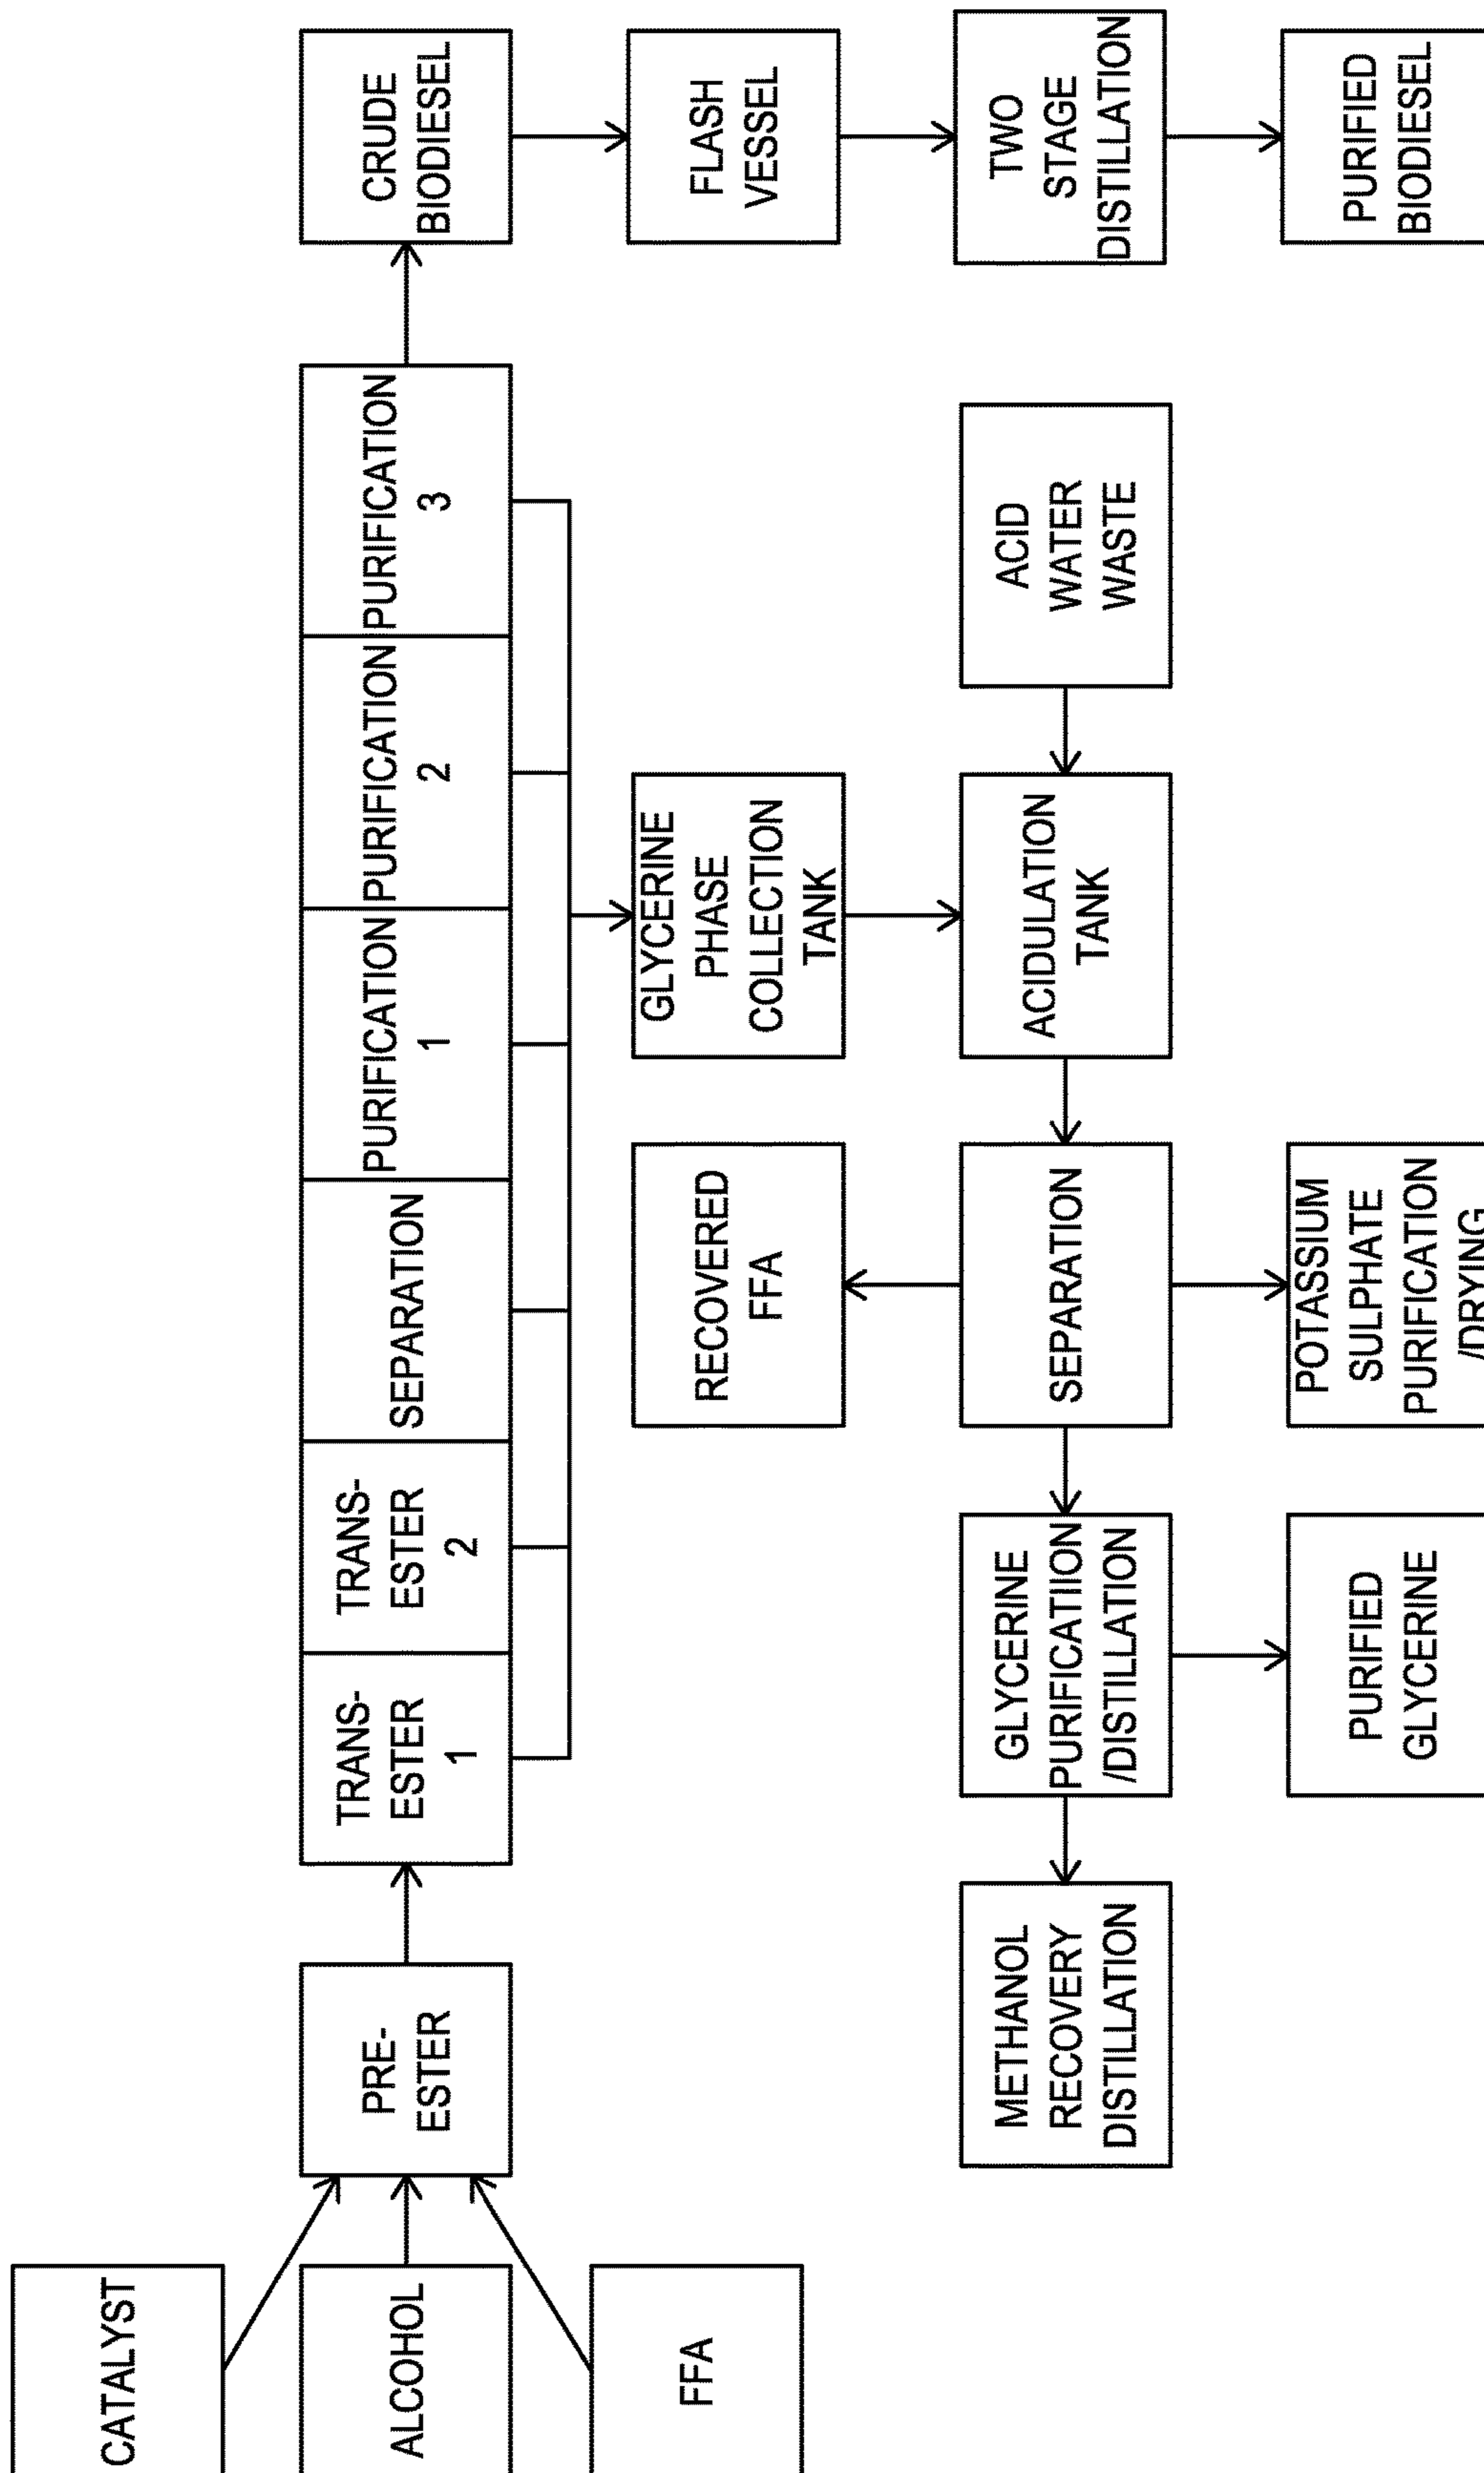 CATALYST
ALCOHOL
FFA
PRE-
ESTER
TRANS-
ESTER
1
TRANS-
ESTER
2
SEPARATION
PURIFICATION
1
PURIFICATION
2
PURIFICATION
3
CRUDE
BIODIESEL
FLASH
VESSEL
TWO
STAGE
DISTILLATION
PURIFIED
BIODIESEL
GLYCERINE
PHASE
COLLECTION
TANK
ACID
WATER
WASTE
ACIDULATION
TANK
SEPARATION
RECOVERED
FFA
POTASSIUM
SULPHATE
PURIFICATION
/DRYING
GLYCERINE
PURIFICATIION
/DISTILLATION
PURIFIED
GLYCERINE
METHANOL
RECOVERY
DISTILLATION